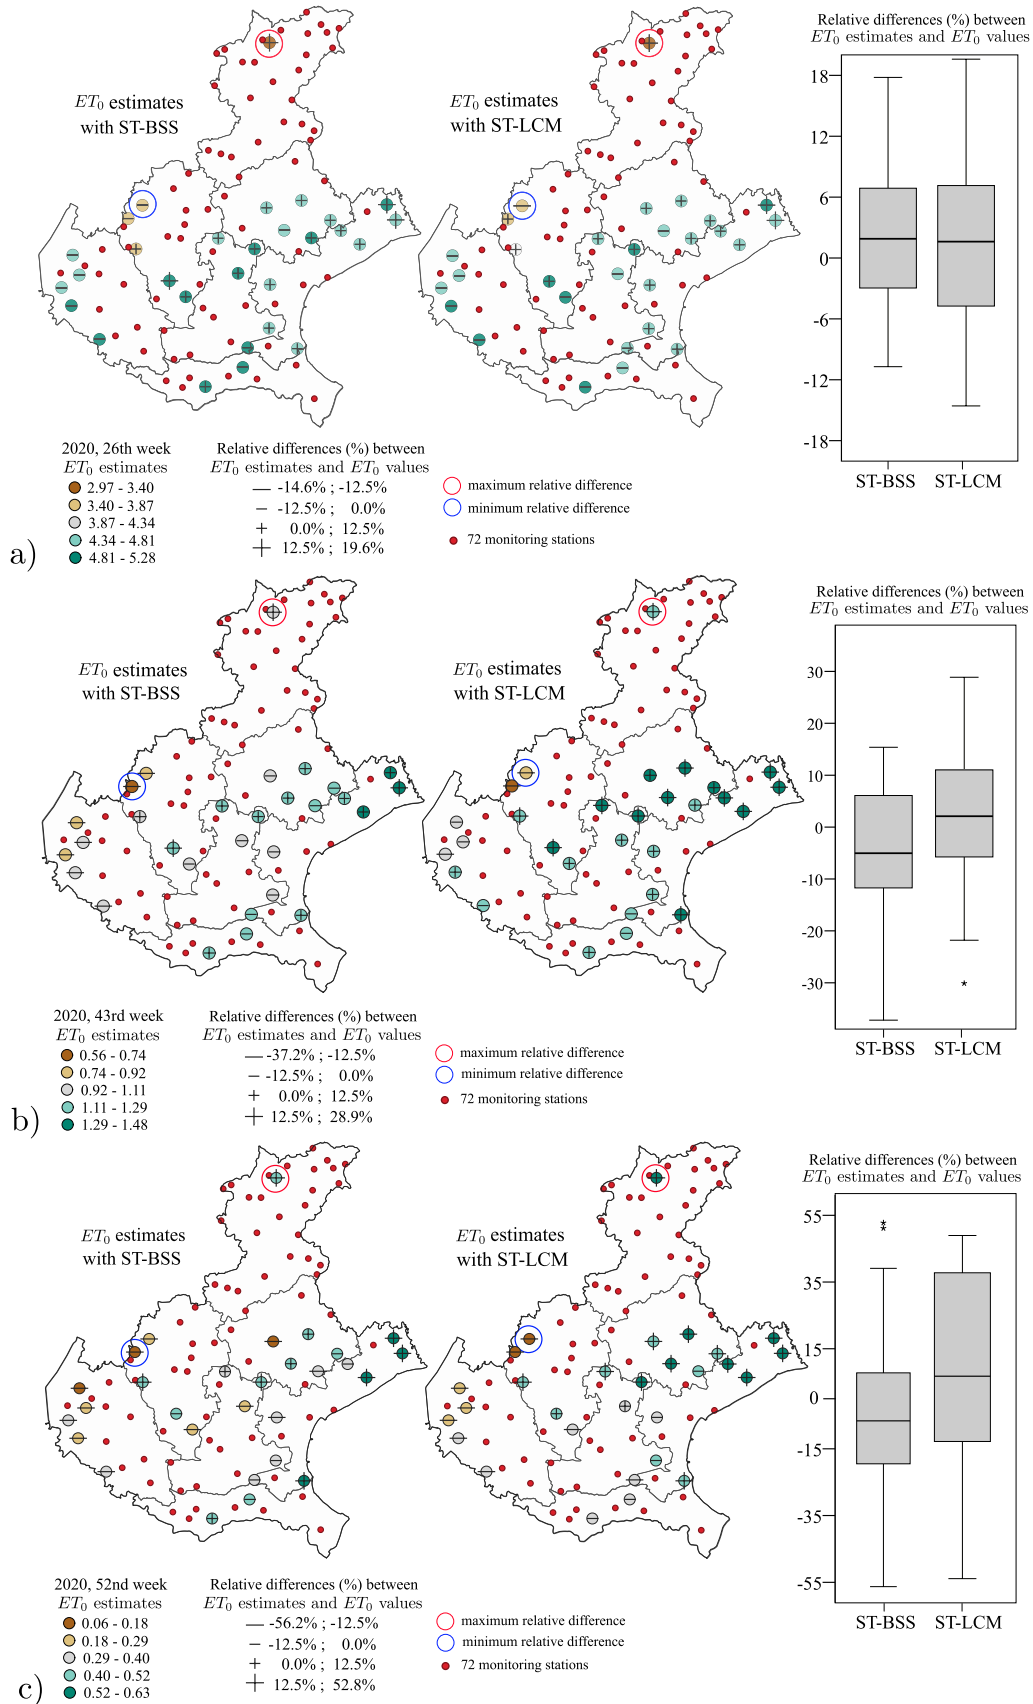 ET0 estimates
with ST-BSS
ET0 estimates
with ST-LCM
Relative differences (%) between
ET0 estimates and ET0 values
18
12
6
0
-6
-12
-18
ST-BSS ST-LCM
2020, 26th week
ET0 estimates
2.97 - 3.40
3.40 - 3.87
3.87 - 4.34
4.34 - 4.81
4.81 - 5.28
Relative differences (%) between
ET0 estimates and ET0 values
-14.6% ; -12.5%
-12.5% ; 0.0%
0.0% ; 12.5%
12.5% ; 19.6%
maximum relative difference
minimum relative difference
72 monitoring stations
a)
ET0 estimates
with ST-BSS
ET0 estimates
with ST-LCM
Relative differences (%) between
ET0 estimates and ET0 values
30
20
10
0
-10
-20
-30
ST-BSS ST-LCM
2020, 43rd week
ET0 estimates
0.56 - 0.74
0.74 - 0.92
0.92 - 1.11
1.11 - 1.29
1.29 - 1.48
Relative differences (%) between
ET0 estimates and ET0 values
-37.2% ; -12.5%
-12.5% ; 0.0%
0.0% ; 12.5%
12.5% ; 28.9%
maximum relative difference
minimum relative difference
72 monitoring stations
b)
ET0 estimates
with ST-BSS
ET0 estimates
with ST-LCM
Relative differences (%) between
ET0 estimates and ET0 values
55
35
15
0
-15
-35
-55
ST-BSS ST-LCM
2020, 52nd week
ET0 estimates
0.06 - 0.18
0.18 - 0.29
0.29 - 0.40
0.40 - 0.52
0.52 - 0.63
Relative differences (%) between
ET0 estimates and ET0 values
-56.2% ; -12.5%
-12.5% ; 0.0%
0.0% ; 12.5%
12.5% ; 52.8%
maximum relative difference
minimum relative difference
72 monitoring stations
c)